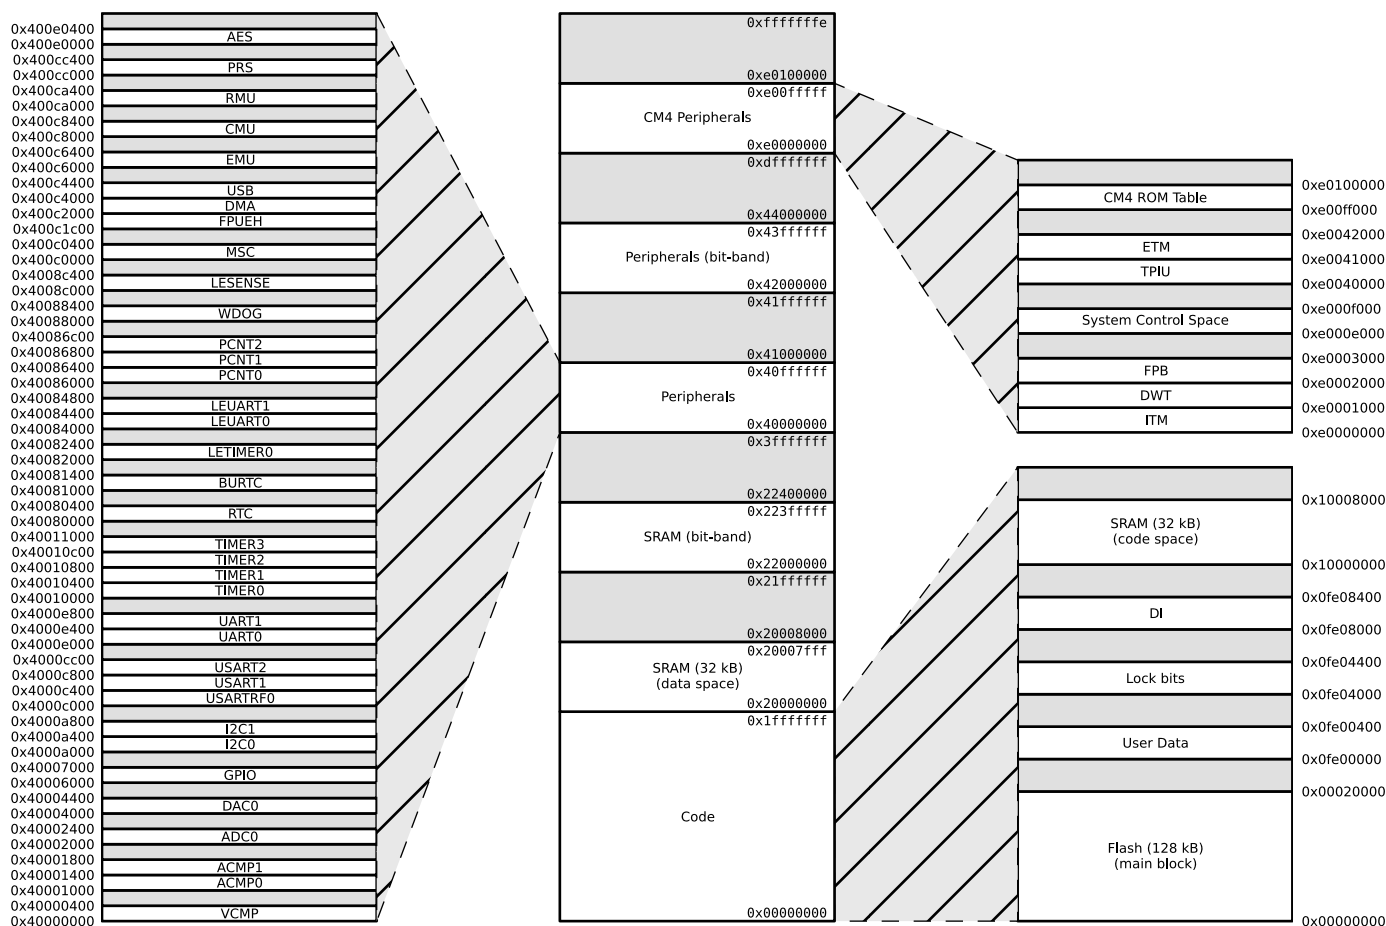 0x400e0400
AES
0x400e0000
0x400cc400
PRS
0x400cc000
0x400ca400
RMU
0x400ca000
0x400c8400
CMU
0x400c8000
0x400c6400
EMU
0x400c6000
0x400c4400
USB
0x400c4000
DMA
0x400c2000
FPUEH
0x400c1c00
0x400c0400
MSC
0x400c0000
0x4008c400
LESENSE
0x4008c000
0x40088400
WDOG
0x40088000
0x40086c00
PCNT2
0x40086800
PCNT1
0x40086400
PCNT0
0x40086000
0x40084800
LEUART1
0x40084400
LEUART0
0x40084000
0x40082400
LETIMER0
0x40082000
0x40081400
BURTC
0x40081000
0x40080400
RTC
0x40080000
0x40011000
TIMER3
0x40010c00
TIMER2
0x40010800
TIMER1
0x40010400
TIMER0
0x40010000
0x4000e800
UART1
0x4000e400
UART0
0x4000e000
0x4000cc00
USART2
0x4000c800
USART1
0x4000c400
USARTRF0
0x4000c000
0x4000a800
I2C1
0x4000a400
I2C0
0x4000a000
0x40007000
GPIO
0x40006000
0x40004400
DAC0
0x40004000
0x40002400
ADC0
0x40002000
0x40001800
ACMP1
0x40001400
ACMP0
0x40001000
0x40000400
VCMP
0x40000000
0xfffffffe
0xe0100000
0xe00fffff
CM4 Peripherals
0xe0000000
0xdfffffff
0x44000000
0x43ffffff
Peripherals (bit-band)
0x42000000
0x41ffffff
0x41000000
0x40ffffff
Peripherals
0x40000000
0x3fffffff
0x22400000
0x223fffff
SRAM (bit-band)
0x22000000
0x21ffffff
0x20008000
0x20007fff
SRAM (32 kB)
(data space)
0x20000000
0x1fffffff
Code
0x00000000
0xe0100000
CM4 ROM Table
0xe00ff000
0xe0042000
ETM
0xe0041000
TPIU
0xe0040000
0xe000f000
System Control Space
0xe000e000
0xe0003000
FPB
0xe0002000
DWT
0xe0001000
ITM
0xe0000000
0x10008000
SRAM (32 kB)
(code space)
0x10000000
0x0fe08400
DI
0x0fe08000
0x0fe04400
Lock bits
0x0fe04000
0x0fe00400
User Data
0x0fe00000
0x00020000
Flash (128 kB)
(main block)
0x00000000